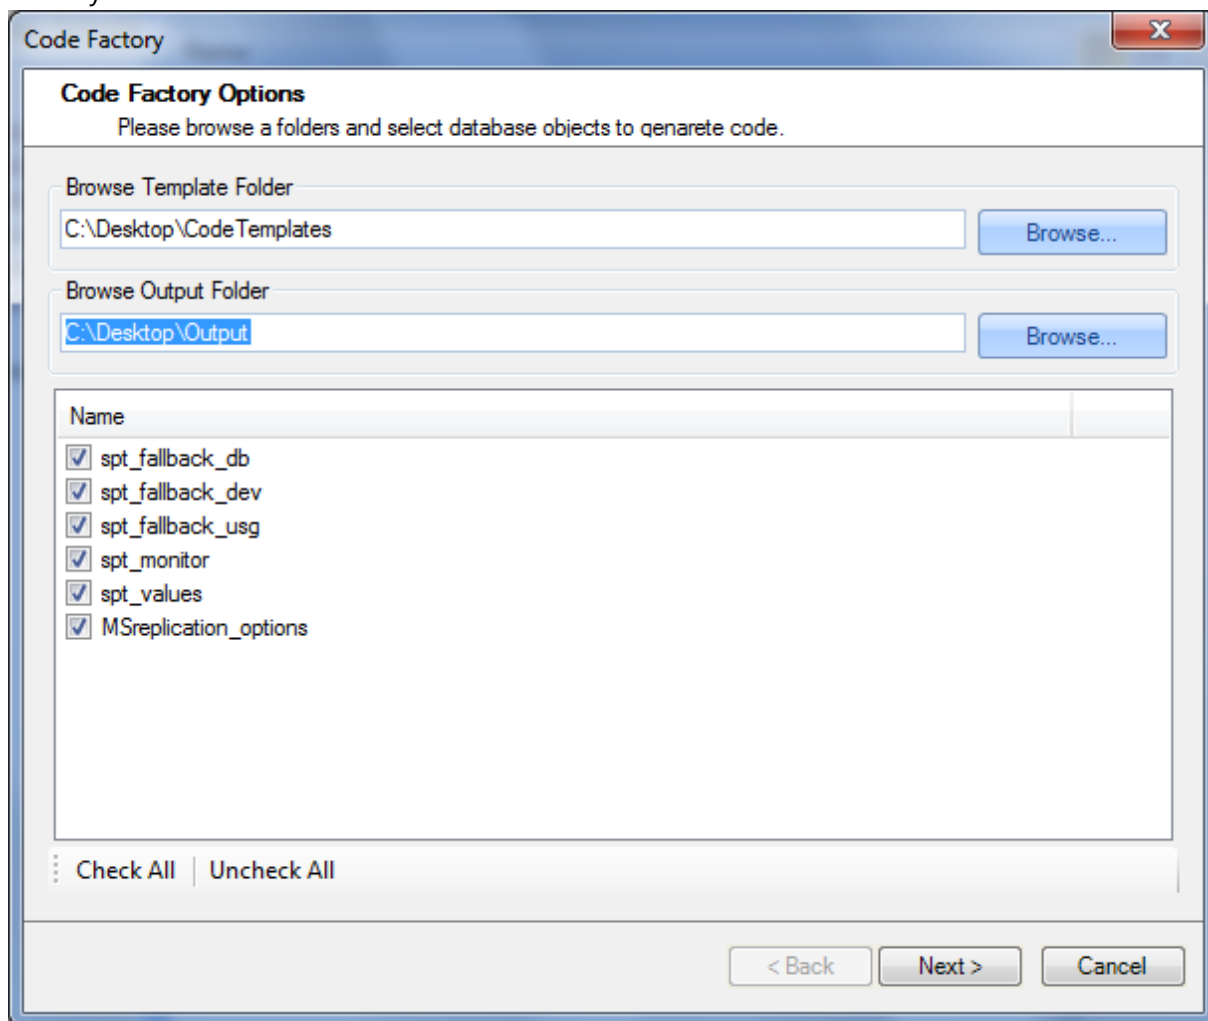 Code Factory
Code Factory Options
Please browse a folders and select database objects to genarete code.
Browse Template Folder
C:\Desktop\CodeTemplates
Browse...
Browse Output Folder
C:\Desktop\Output
Browse...
Name
spt_fallback_db
spt_fallback_dev
spt_fallback_usg
spt_monitor
spt_values
MSreplication_options
Check All Uncheck All
< Back Next > Cancel